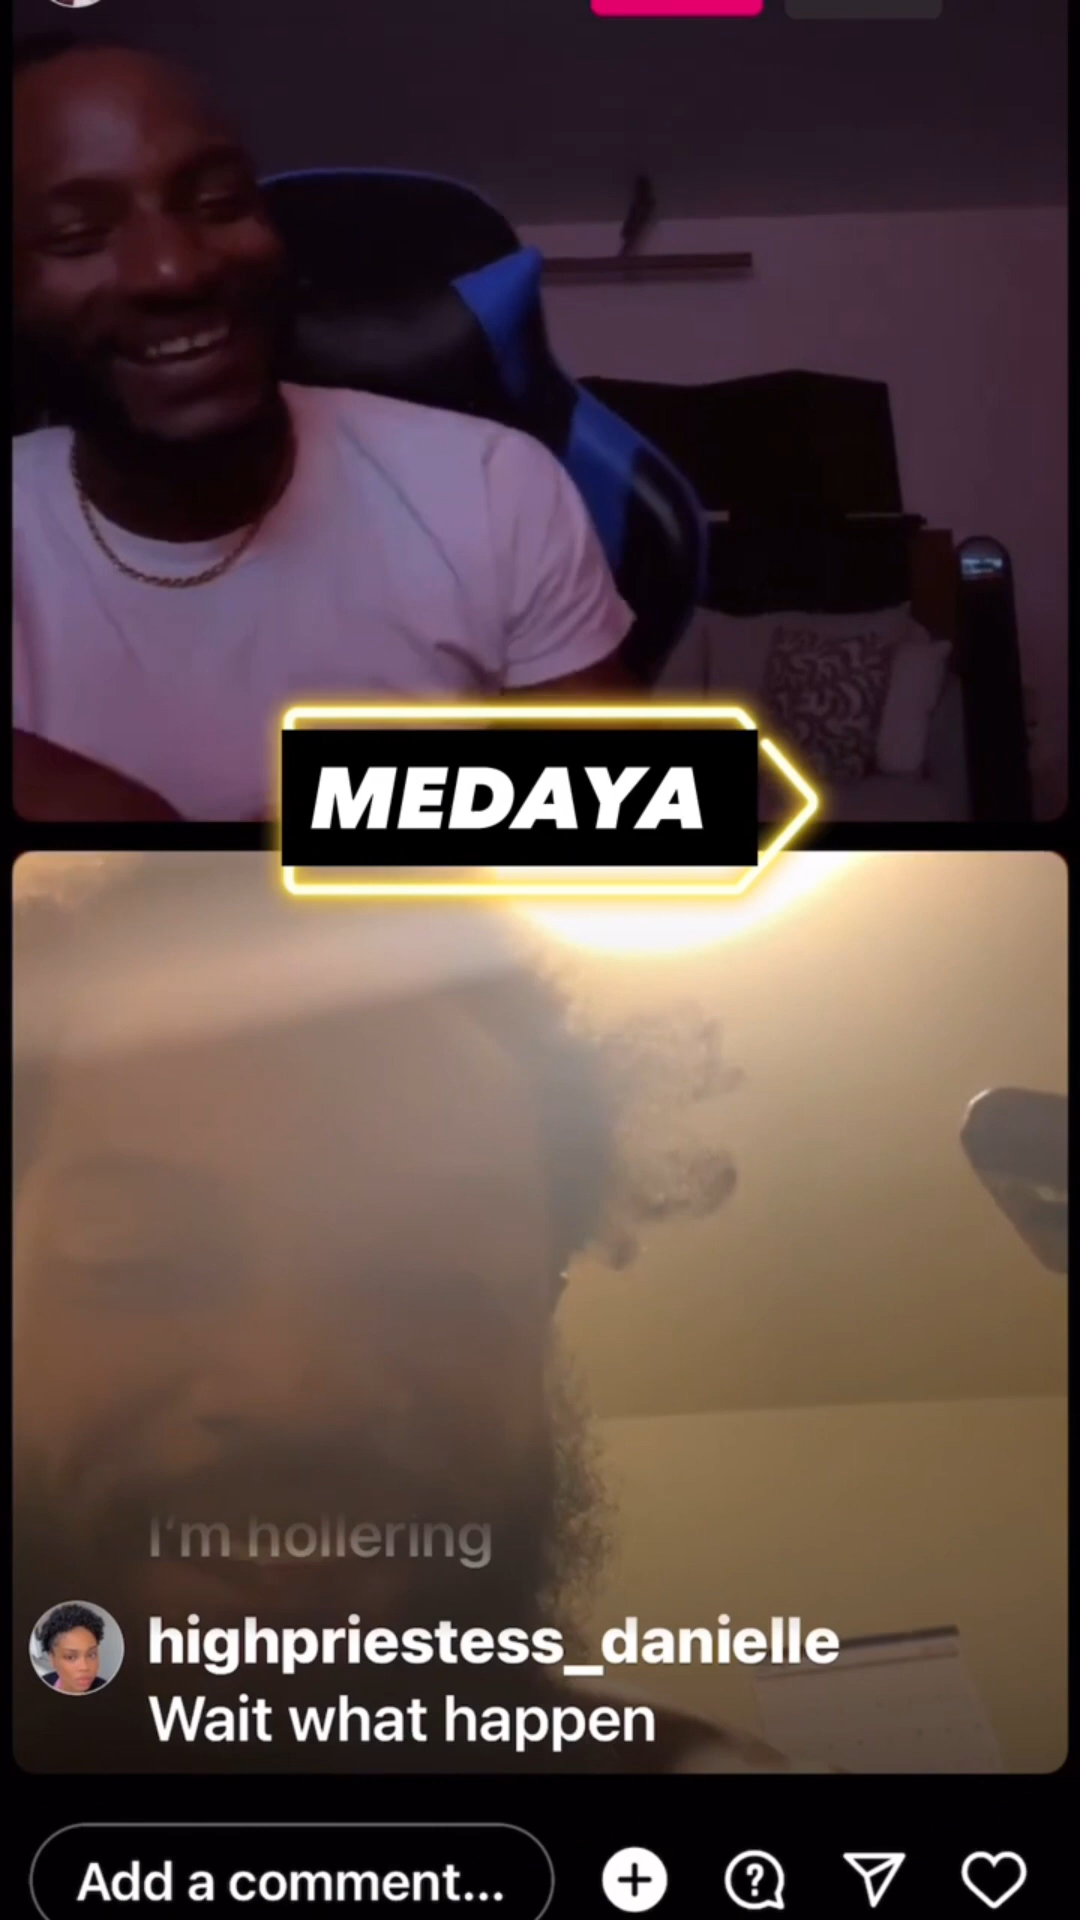 MEDAYA
I'm hollering
highpriestess_danielle
Wait what happen
Add a comment...